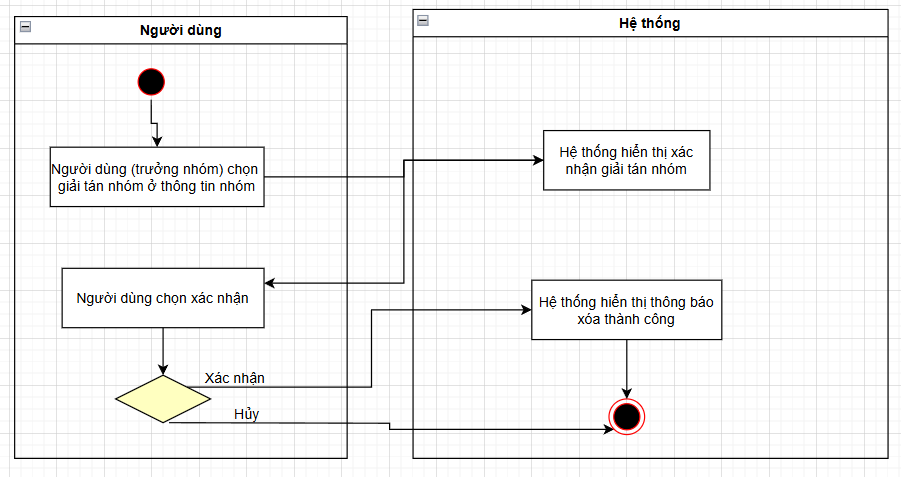 Người dùng
Hệ thống
Người dùng (trưởng nhóm) chọn
giải tán nhóm ở thông tin nhóm
Hệ thống hiển thị xác
nhận giải tán nhóm
Người dùng chọn xác nhận
Hệ thống hiển thị thông báo
xóa thành công
Xác nhận
Hủy